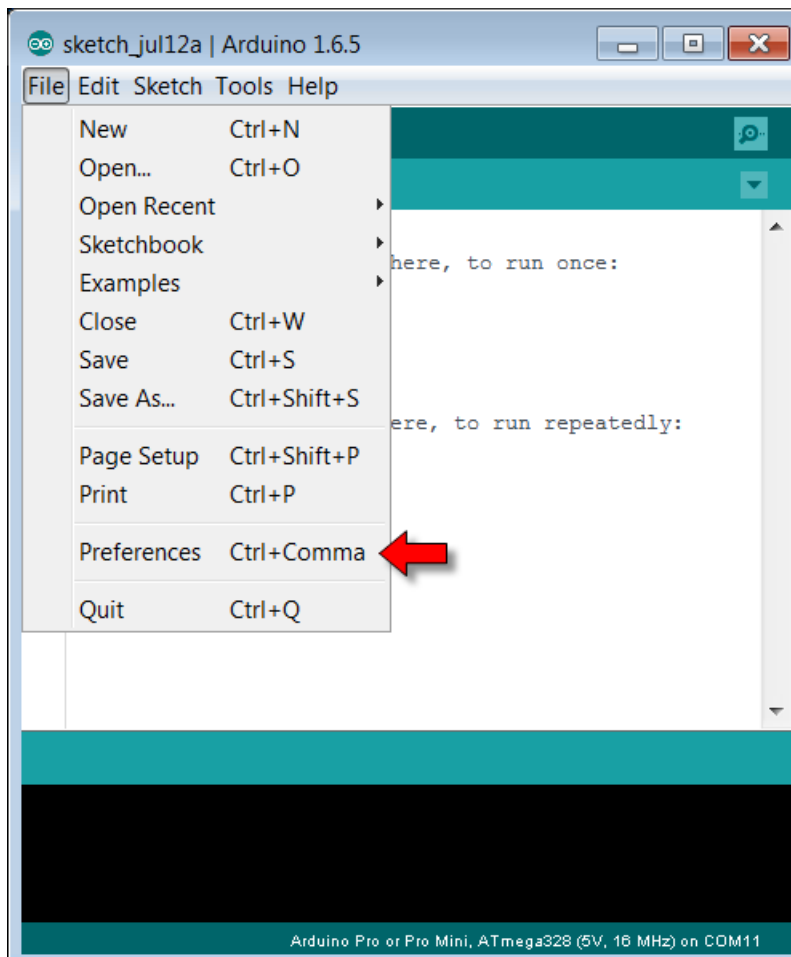 sketch_jul12a | Arduino 1.6.5
File Edit Sketch Tools Help
New Ctrl+N
Open... Ctrl+O
Open Recent
Sketchbook
here, to run once:
Examples
Close Ctrl+W
Save Ctrl+S
Save As... Ctrl+Shift+S
ere, to run repeatedly:
Page Setup Ctrl+Shift+P
Print Ctrl+P
Preferences Ctrl+Comma
Quit Ctrl+Q
Arduino Pro or Pro Mini, ATmega328 (5V, 16 MHz) on COM11